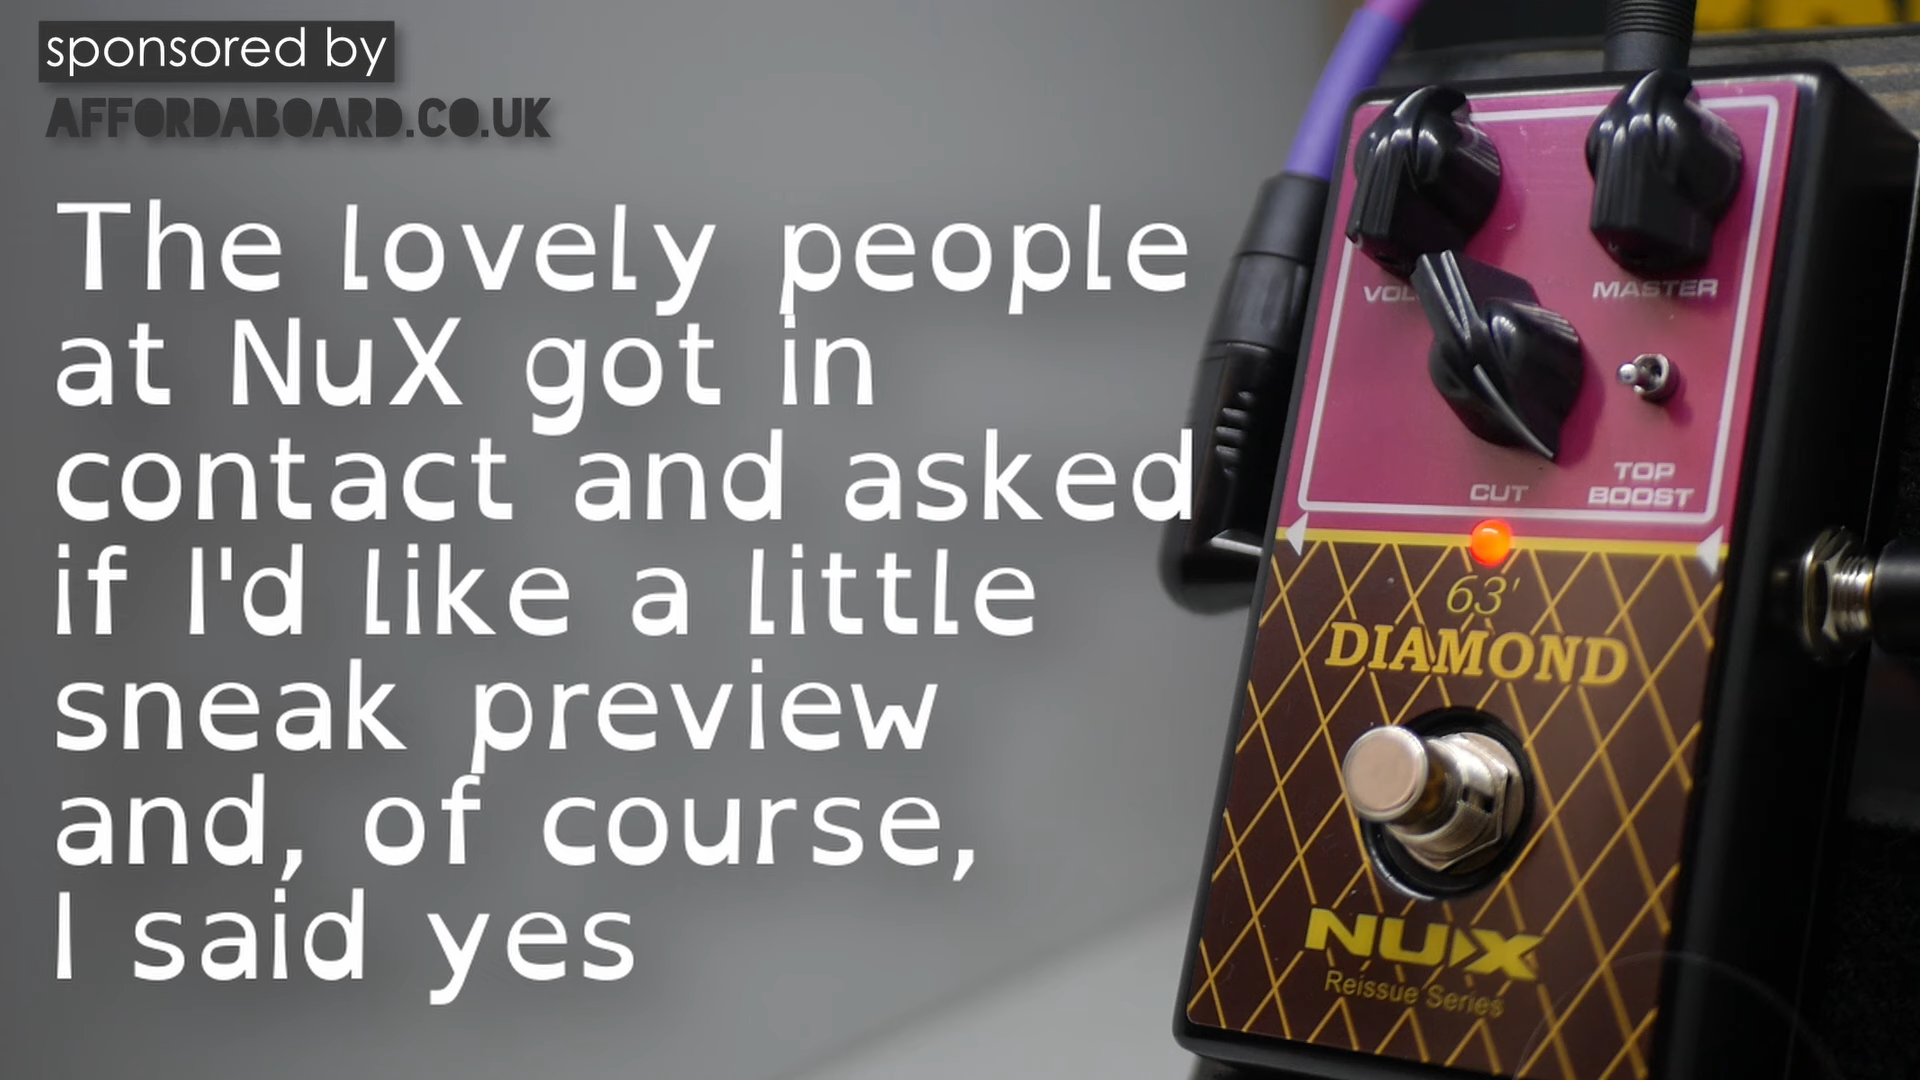 sponsored by
AFFORDABOARD.CO.UK
The lovely people
at NuX got in
contact and asked
if I'd like a little
sneak preview
and, of course,
I said yes
VOL
MASTER
CUT
TOP
BOOST
63'
DIAMOND
NUX
Reissue Series